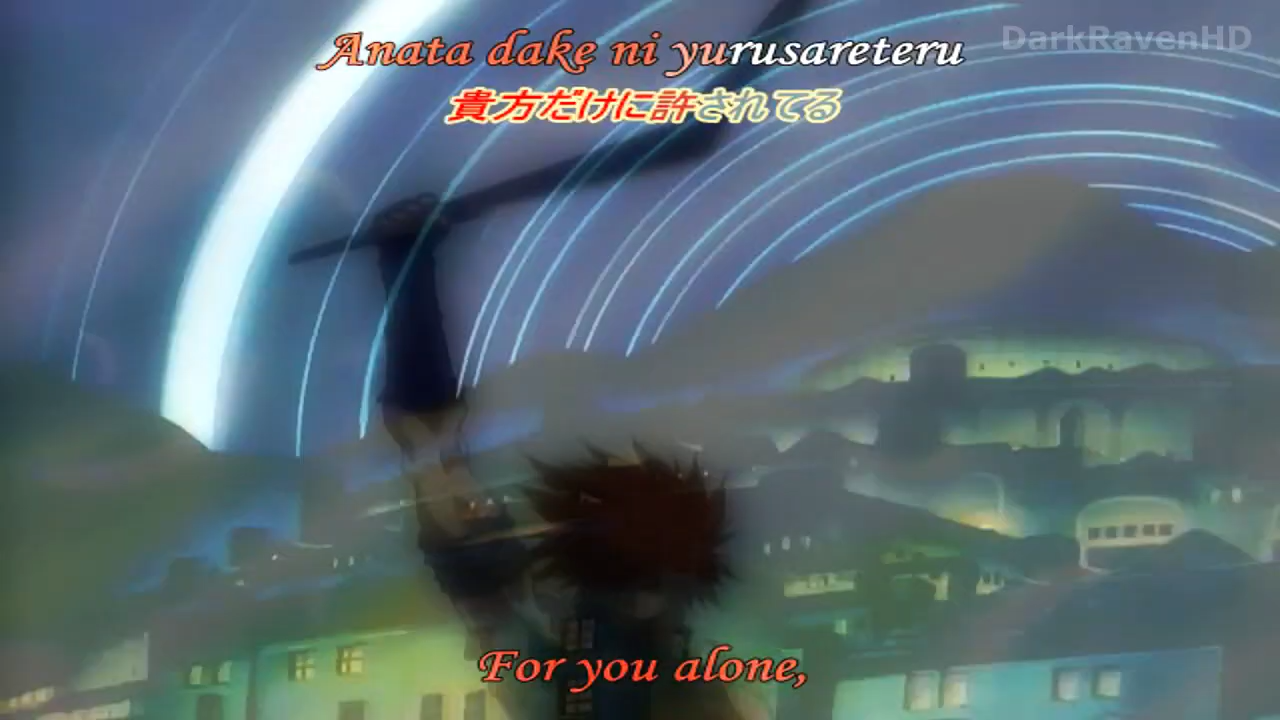 DarkRavenHD
Anata dake ni yurusareteru
貴方だけに許されてる
For you alone,